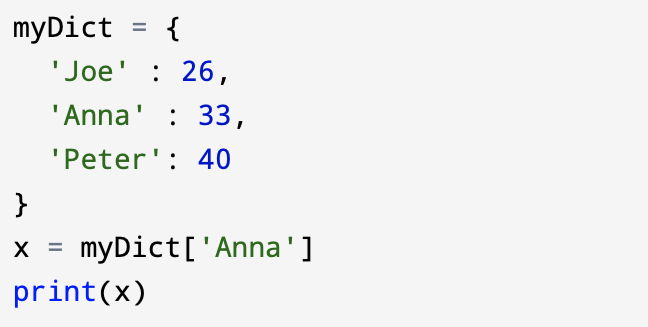 myDict = {
  'Joe' : 26,
  'Anna' : 33,
  'Peter': 40
}
x = myDict['Anna']
print(x)